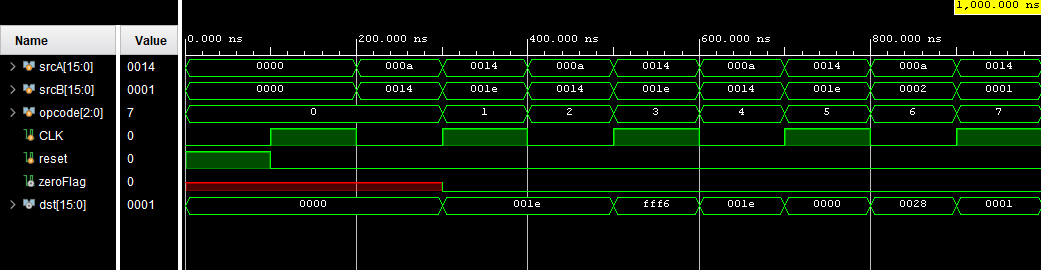 1,000.000 ns
Name Value 0.000 ns 200.000 ns 400.000 ns 600.000 ns 800.000 ns
srcA[15:0] 0014 0000 000a 0014 000a 0014 000a 0014 000a 0014
srcB[15:0] 0001 0000 0014 001e 0014 001e 0014 001e 0002 0001
opcode[2:0] 7 0 1 2 3 4 5 6 7
CLK 0
reset 0
zeroFlag 0
dst[15:0] 0001 0000 001e fff6 001e 0000 0028 0001